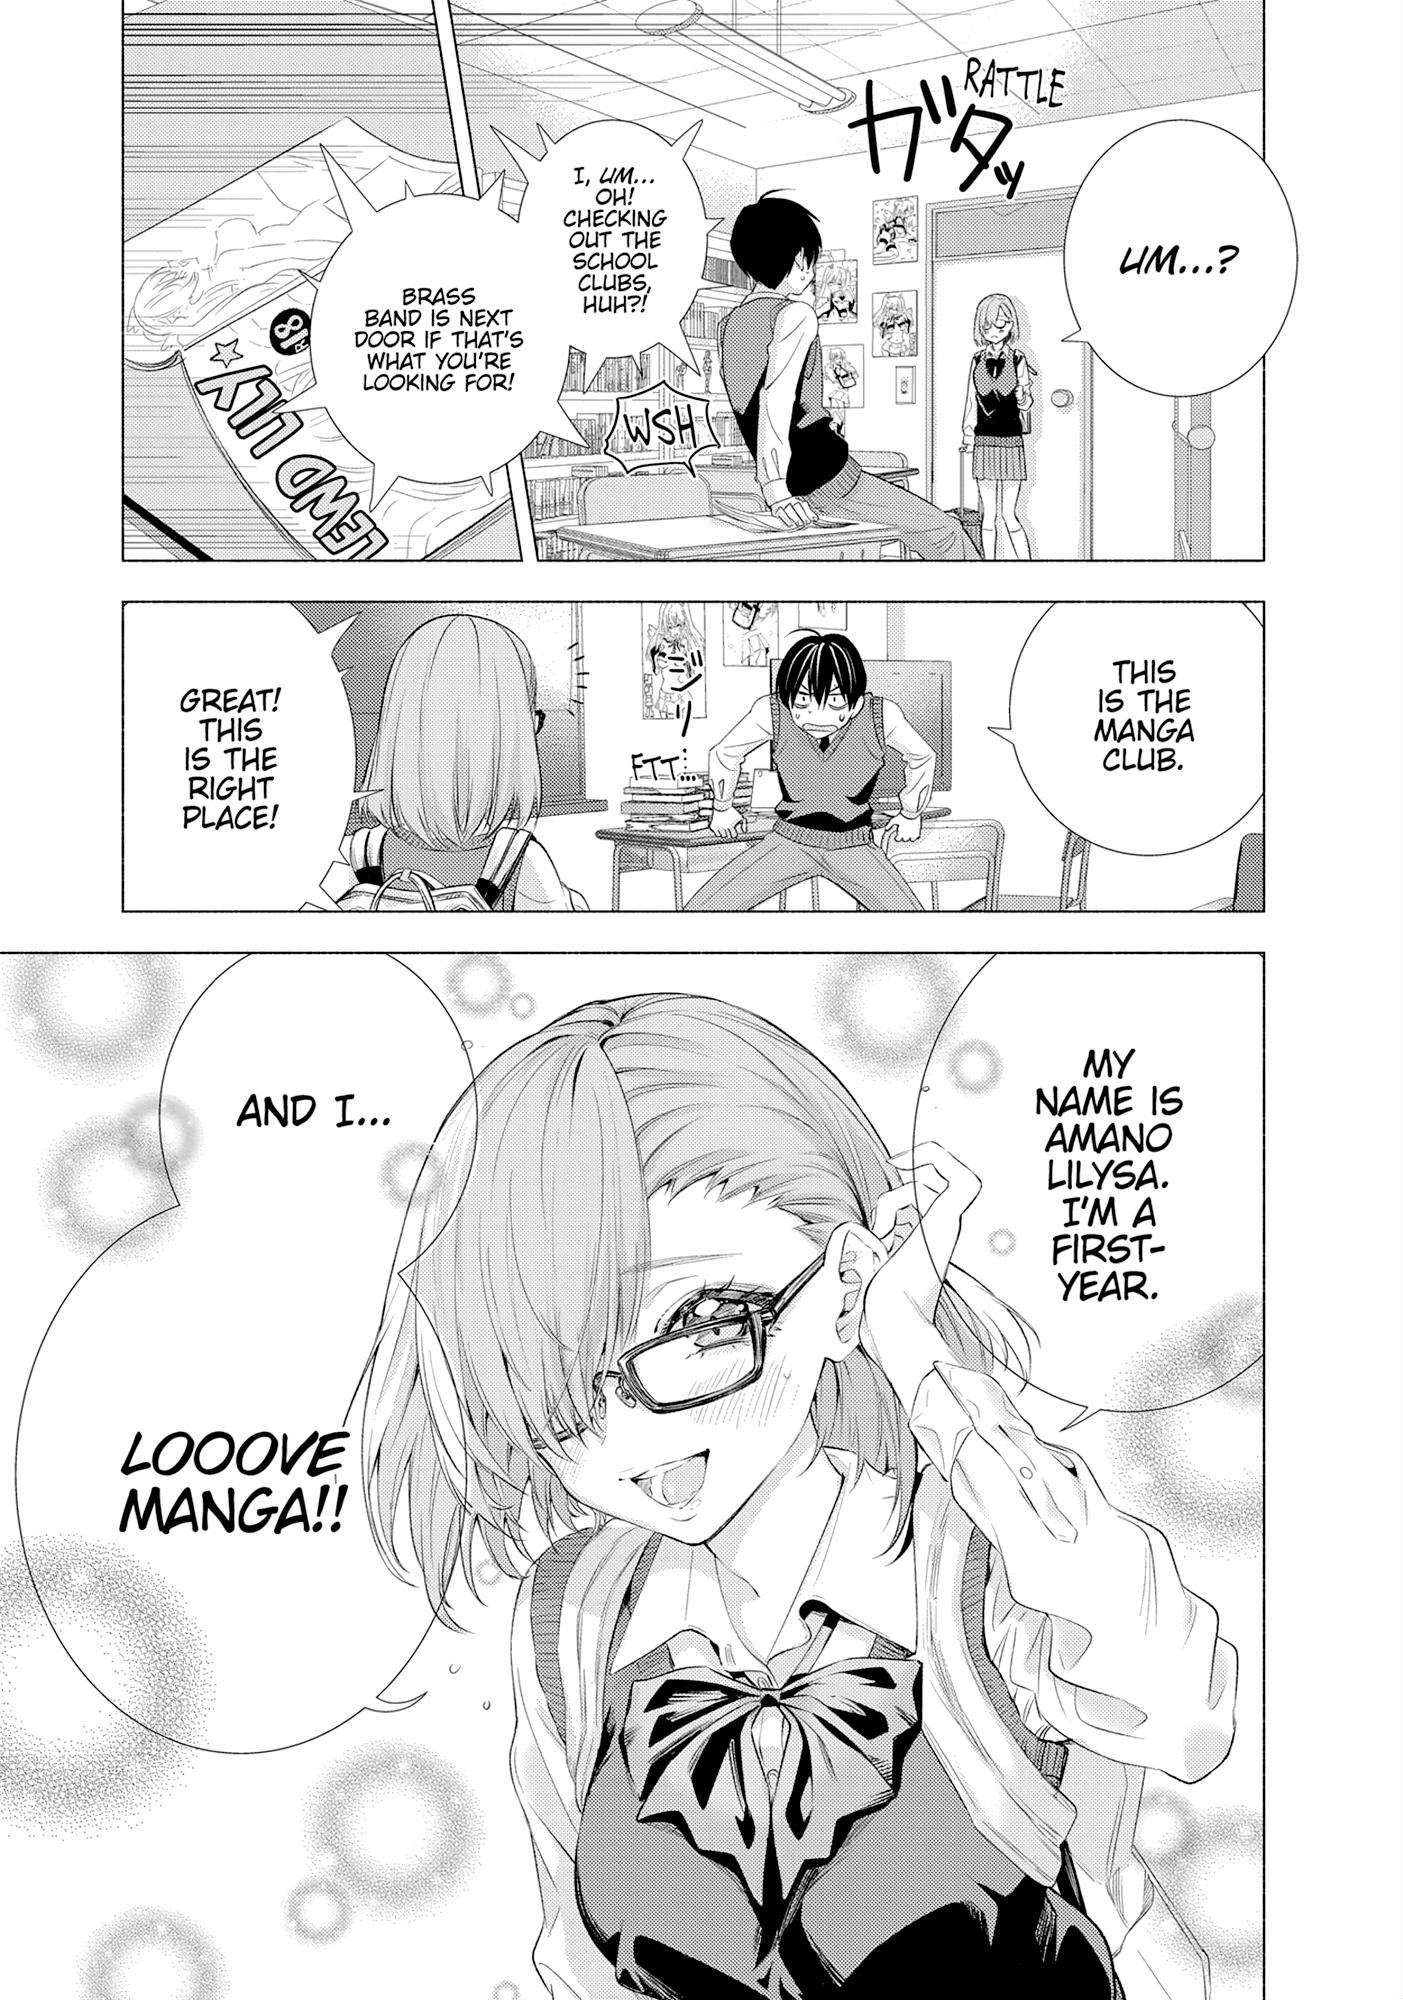 UM...?
RATTLE
ガタッ
I, UM...
OH!
CHECKING
OUT THE
SCHOOL
CLUBS,
HUH?!
WSH
BRASS
BAND IS NEXT
DOOR IF THAT'S
WHAT YOU'RE
LOOKING FOR!
R
18
LEWD LILY
THIS
IS THE
MANGA
CLUB.
ジリ......
FTT...
GREAT!
THIS
IS THE
RIGHT
PLACE!
MY
NAME IS
AMANO
LILYSA.
I'M A
FIRST-
YEAR.
AND I...
LOOOVE
MANGA!!